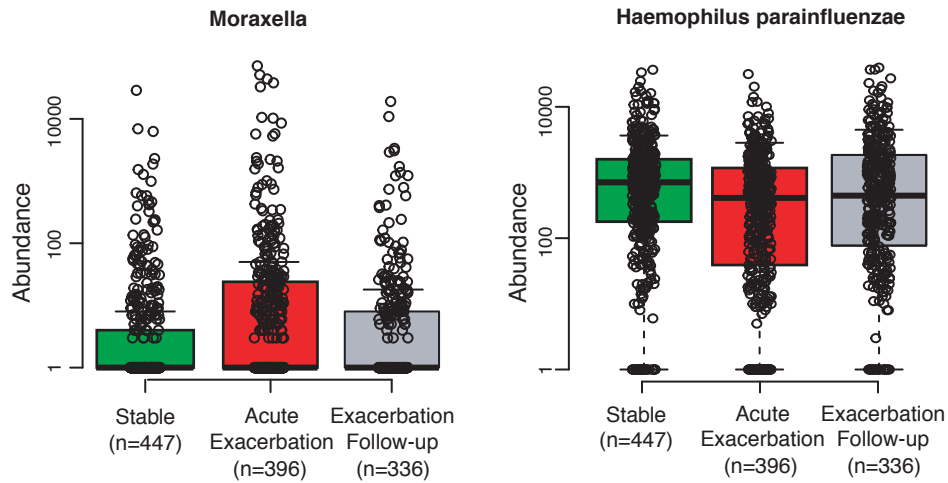 Moraxella
Abundance
10000
100
1
Stable
(n=447)
Acute
Exacerbation
(n=396)
Exacerbation
Follow-up
(n=336)
Haemophilus parainfluenzae
Abundance
10000
100
1
Stable
(n=447)
Acute
Exacerbation
(n=396)
Exacerbation
Follow-up
(n=336)